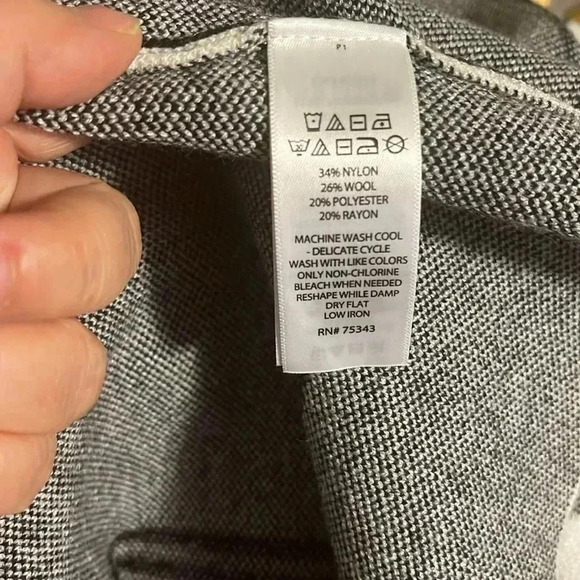 P1
34% NYLON
26% WOOL
20% POLYESTER
20% RAYON
MACHINE WASH COOL
- DELICATE CYCLE
WASH WITH LIKE COLORS
ONLY NON-CHLORINE
BLEACH WHEN NEEDED
RESHAPE WHILE DAMP
DRY FLAT
LOW IRON
RN# 75343